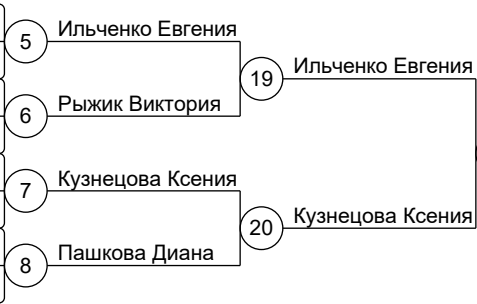 5 Ильченко Евгения
19 Ильченко Евгения
6 Рыжик Виктория
7 Кузнецова Ксения
20 Кузнецова Ксения
8 Пашкова Диана